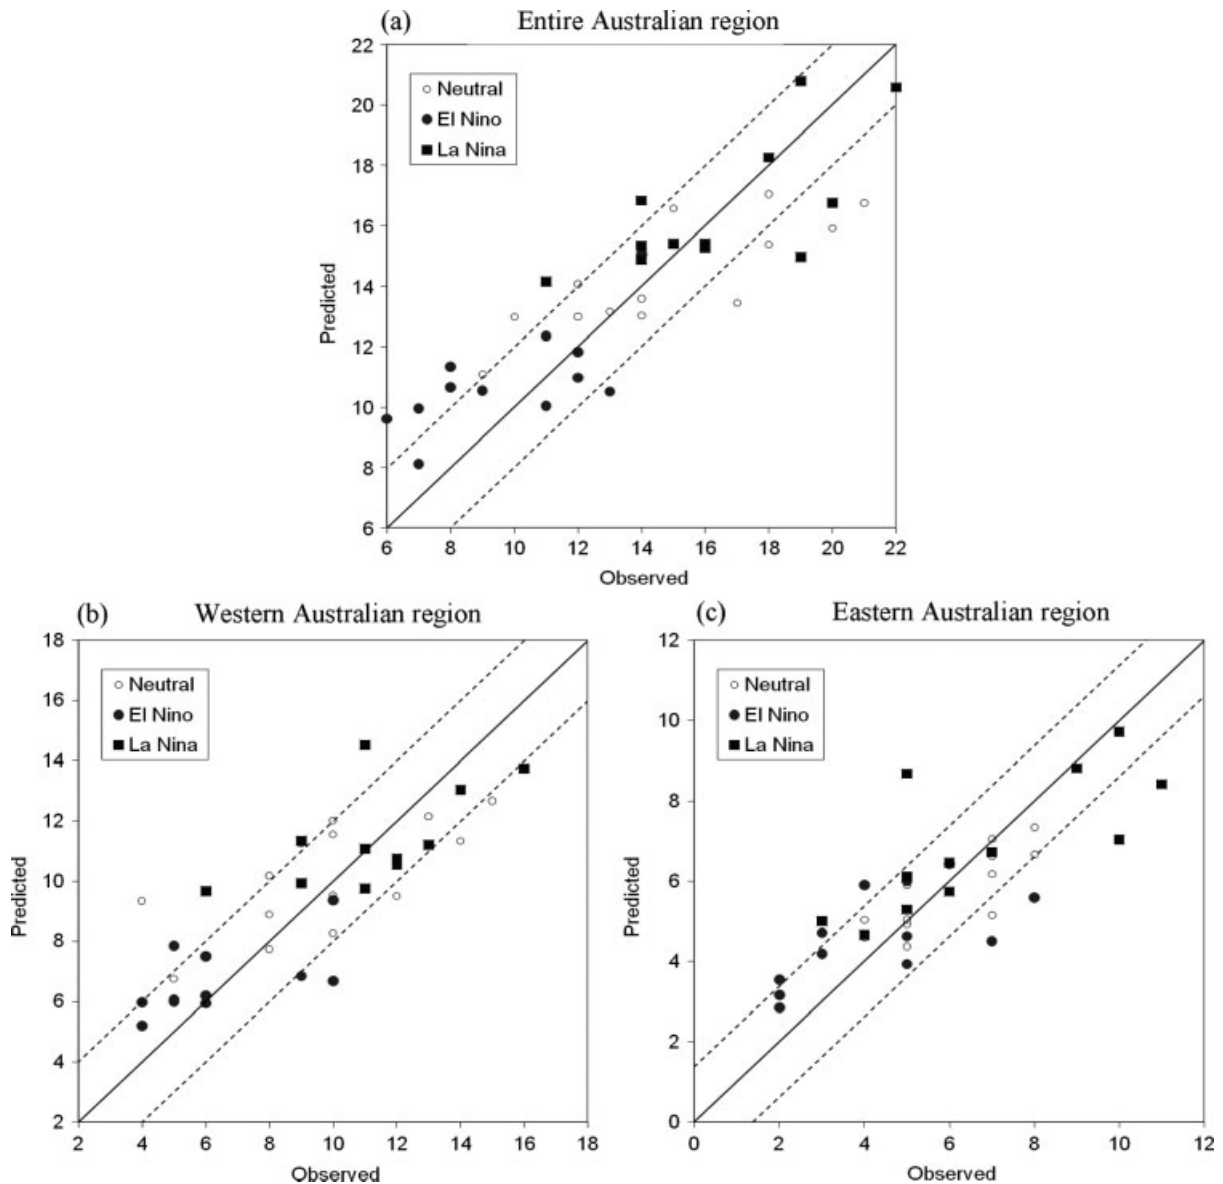 (a) Entire Australian region
22
20
18
16
14
12
10
8
6
Predicted
Neutral
El Nino
La Nina
6 8 10 12 14 16 18 20 22
Observed
(b) Western Australian region
18
16
14
12
10
8
6
4
2
Predicted
Neutral
El Nino
La Nina
2 4 6 8 10 12 14 16 18
Observed
(c) Eastern Australian region
12
10
8
6
4
2
0
Predicted
Neutral
El Nino
La Nina
0 2 4 6 8 10 12
Observed